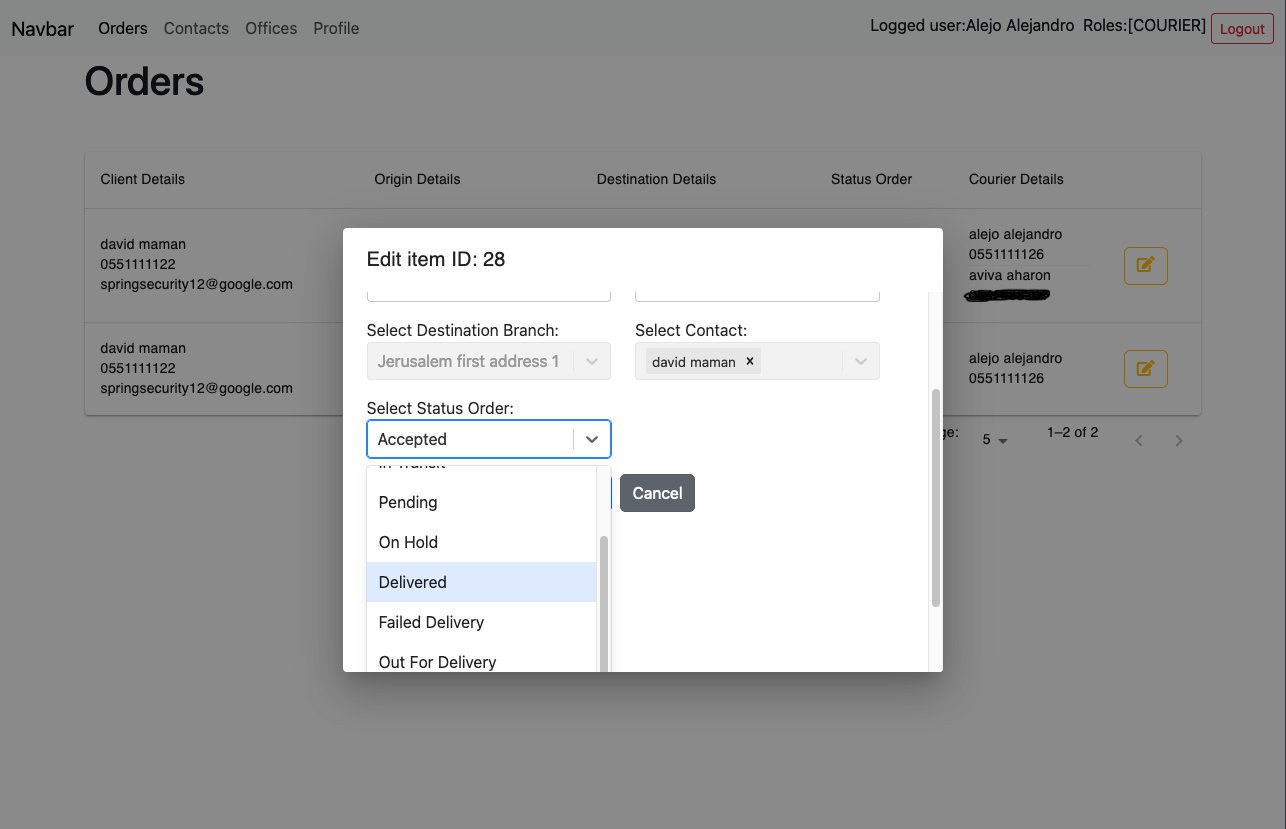 Navbar Orders Contacts Offices Profile Logged user:Alejo Alejandro Roles:[COURIER] Logout
Orders
Client Details Origin Details Destination Details Status Order Courier Details
david maman
0551111122
springsecurity12@google.com
alejo alejandro
0551111126
aviva aharon
david maman
0551111122
springsecurity12@google.com
alejo alejandro
0551111126
ge: 5 1–2 of 2
Edit item ID: 28
Select Destination Branch: Select Contact:
Jerusalem first address 1 david maman ×
Select Status Order:
Accepted
In Transit
Pending
On Hold
Delivered
Failed Delivery
Out For Delivery
Cancel